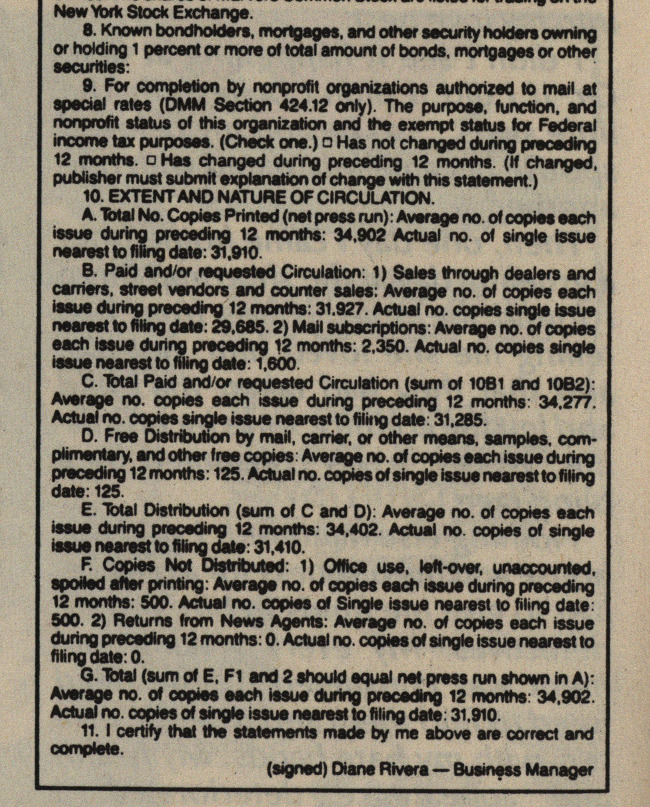 New York Stock Exchange.
8. Known bondholders, mortgages, and other security holders owning
or holding 1 percent or more of total amount of bonds, mortgages or other
securities:
9. For completion by nonprofit organizations authorized to mail at
special rates (DMM Section 424.12 only). The purpose, function, and
nonprofit status of this organization and the exempt status for Federal
income tax purposes. (Check one.) □ Has not changed during preceding
12 months. □ Has changed during preceding 12 months. (If changed,
publisher must submit explanation of change with this statement.)
10. EXTENT AND NATURE OF CIRCULATION.
A. Total No. Copies Printed (net press run): Average no. of copies each
issue during preceding 12 months: 34,902 Actual no. of single issue
nearest to filing date: 31,910.
B. Paid and/or requested Circulation: 1) Sales through dealers and
carriers, street vendors and counter sales: Average no. of copies each
issue during preceding 12 months: 31,927. Actual no. copies single issue
nearest to filing date: 29,685. 2) Mail subscriptions: Average no. of copies
each issue during preceding 12 months: 2,350. Actual no. copies single
issue nearest to filing date: 1,600.
C. Total Paid and/or requested Circulation (sum of 10B1 and 10B2):
Average no. copies each issue during preceding 12 months: 34,277.
Actual no. copies single issue nearest to filing date: 31,285.
D. Free Distribution by mail, carrier, or other means, samples, com-
plimentary, and other free copies: Average no. of copies each issue during
preceding 12 months: 125. Actual no. copies of single issue nearest to filing
date: 125.
E. Total Distribution (sum of C and D): Average no. of copies each
issue during preceding 12 months: 34,402. Actual no. copies of single
issue nearest to filing date: 31,410.
F. Copies Not Distributed: 1) Office use, left-over, unaccounted,
spoiled after printing: Average no. of copies each issue during preceding
12 months: 500. Actual no. copies of Single issue nearest to filing date:
500. 2) Returns from News Agents: Average no. of copies each issue
during preceding 12 months: 0. Actual no. copies of single issue nearest to
filing date: 0.
G. Total (sum of E, F1 and 2 should equal net press run shown in A):
Average no. of copies each issue during preceding 12 months: 34,902.
Actual no. copies of single issue nearest to filing date: 31,910.
11. I certify that the statements made by me above are correct and
complete.
(signed) Diane Rivera — Business Manager